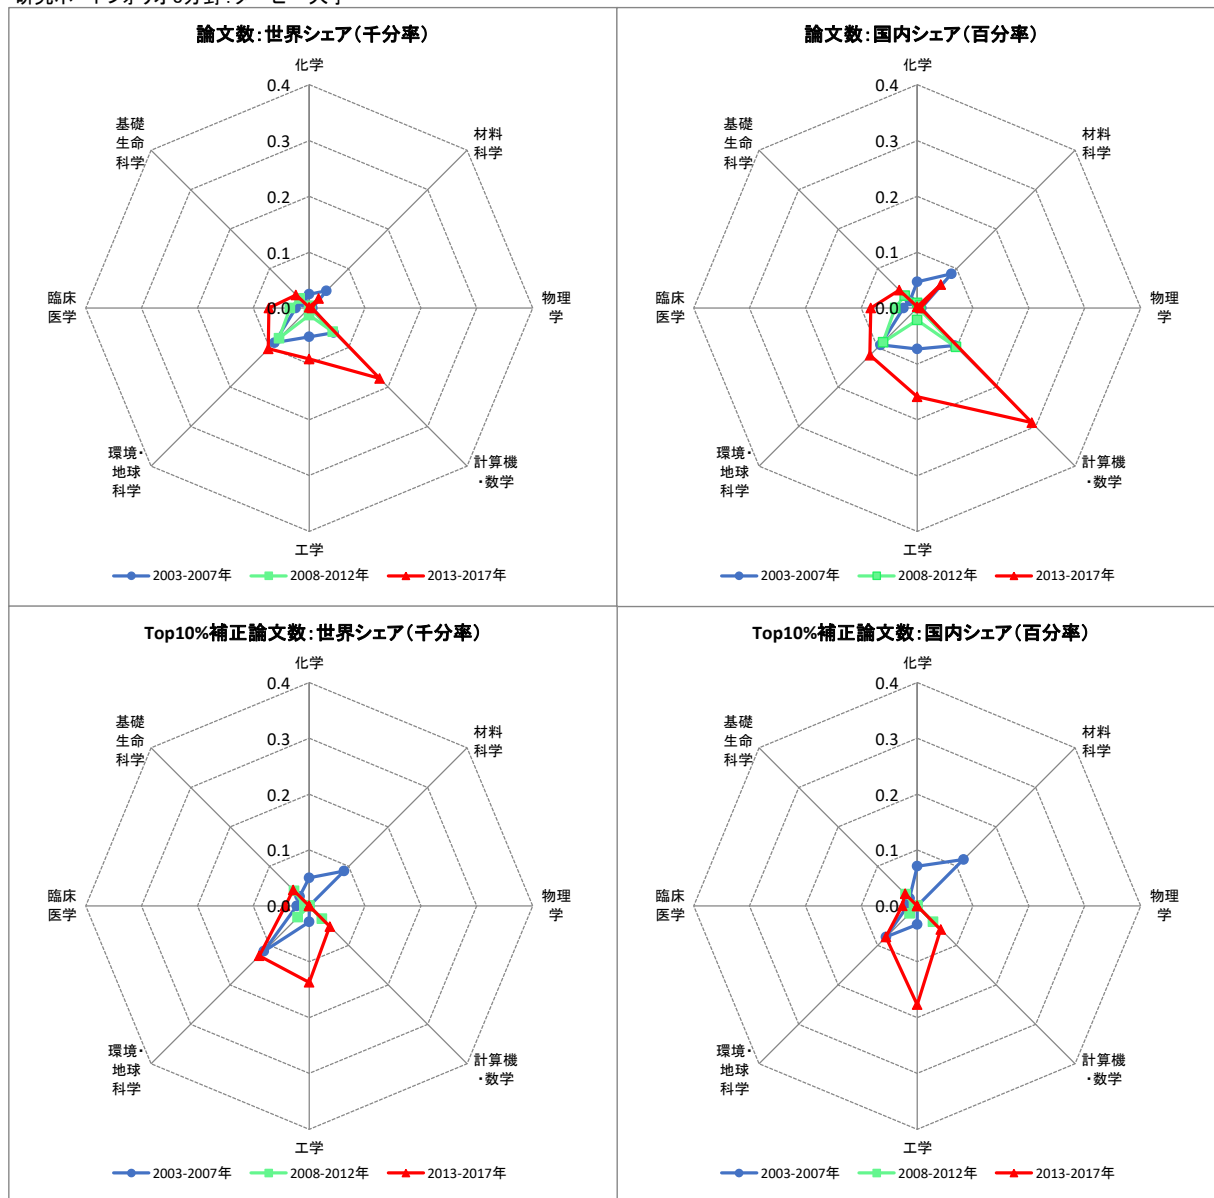 論文数：世界シェア（千分率）
化学
0.4
0.3
0.2
0.1
0.0
材料
科学
物理
学
計算機
・数学
工学
環境・
地球
科学
臨床
医学
基礎
生命
科学
2003-2007年 2008-2012年 2013-2017年
論文数：国内シェア（百分率）
化学
0.4
0.3
0.2
0.1
0.0
材料
科学
物理
学
計算機
・数学
工学
環境・
地球
科学
臨床
医学
基礎
生命
科学
2003-2007年 2008-2012年 2013-2017年
Top10%補正論文数：世界シェア（千分率）
化学
0.4
0.3
0.2
0.1
0.0
材料
科学
物理
学
計算機
・数学
工学
環境・
地球
科学
臨床
医学
基礎
生命
科学
2003-2007年 2008-2012年 2013-2017年
Top10%補正論文数：国内シェア（百分率）
化学
0.4
0.3
0.2
0.1
0.0
材料
科学
物理
学
計算機
・数学
工学
環境・
地球
科学
臨床
医学
基礎
生命
科学
2003-2007年 2008-2012年 2013-2017年